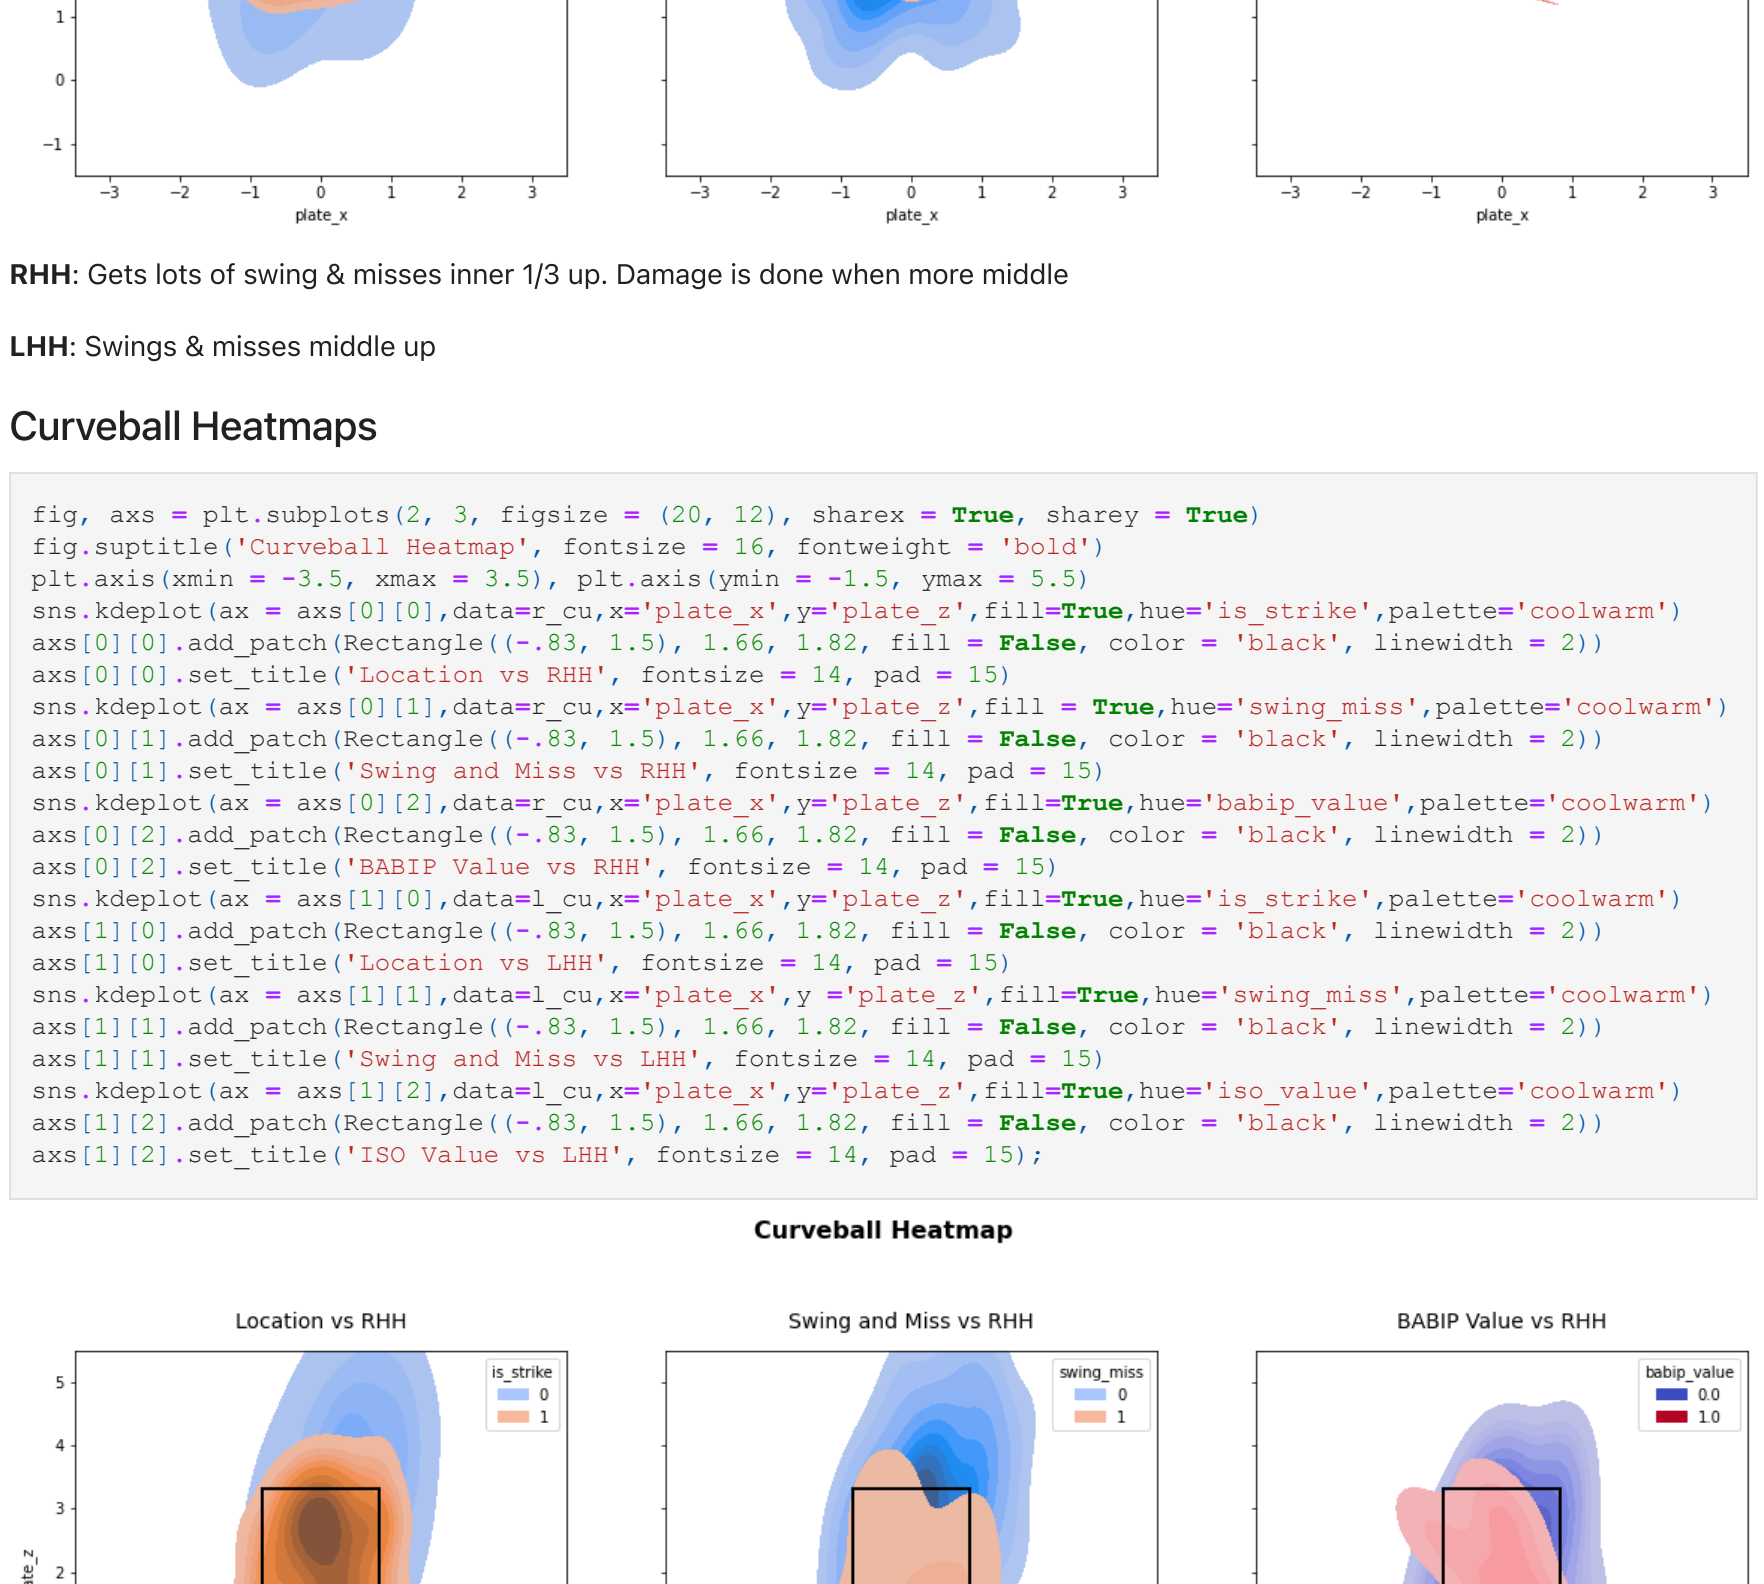 1
0
−1
−3 −2 −1 0 1 2 3
plate_x
−3 −2 −1 0 1 2 3
plate_x
−3 −2 −1 0 1 2 3
plate_x
RHH: Gets lots of swing & misses inner 1/3 up. Damage is done when more middle
LHH: Swings & misses middle up
Curveball Heatmaps
fig, axs = plt.subplots(2, 3, figsize = (20, 12), sharex = True, sharey = True)
fig.suptitle('Curveball Heatmap', fontsize = 16, fontweight = 'bold')
plt.axis(xmin = -3.5, xmax = 3.5), plt.axis(ymin = -1.5, ymax = 5.5)
sns.kdeplot(ax = axs[0][0],data=r_cu,x='plate_x',y='plate_z',fill=True,hue='is_strike',palette='coolwarm')
axs[0][0].add_patch(Rectangle((-.83, 1.5), 1.66, 1.82, fill = False, color = 'black', linewidth = 2))
axs[0][0].set_title('Location vs RHH', fontsize = 14, pad = 15)
sns.kdeplot(ax = axs[0][1],data=r_cu,x='plate_x',y='plate_z',fill = True,hue='swing_miss',palette='coolwarm')
axs[0][1].add_patch(Rectangle((-.83, 1.5), 1.66, 1.82, fill = False, color = 'black', linewidth = 2))
axs[0][1].set_title('Swing and Miss vs RHH', fontsize = 14, pad = 15)
sns.kdeplot(ax = axs[0][2],data=r_cu,x='plate_x',y='plate_z',fill=True,hue='babip_value',palette='coolwarm')
axs[0][2].add_patch(Rectangle((-.83, 1.5), 1.66, 1.82, fill = False, color = 'black', linewidth = 2))
axs[0][2].set_title('BABIP Value vs RHH', fontsize = 14, pad = 15)
sns.kdeplot(ax = axs[1][0],data=l_cu,x='plate_x',y='plate_z',fill=True,hue='is_strike',palette='coolwarm')
axs[1][0].add_patch(Rectangle((-.83, 1.5), 1.66, 1.82, fill = False, color = 'black', linewidth = 2))
axs[1][0].set_title('Location vs LHH', fontsize = 14, pad = 15)
sns.kdeplot(ax = axs[1][1],data=l_cu,x='plate_x',y ='plate_z',fill=True,hue='swing_miss',palette='coolwarm')
axs[1][1].add_patch(Rectangle((-.83, 1.5), 1.66, 1.82, fill = False, color = 'black', linewidth = 2))
axs[1][1].set_title('Swing and Miss vs LHH', fontsize = 14, pad = 15)
sns.kdeplot(ax = axs[1][2],data=l_cu,x='plate_x',y='plate_z',fill=True,hue='iso_value',palette='coolwarm')
axs[1][2].add_patch(Rectangle((-.83, 1.5), 1.66, 1.82, fill = False, color = 'black', linewidth = 2))
axs[1][2].set_title('ISO Value vs LHH', fontsize = 14, pad = 15);
Curveball Heatmap
Location vs RHH
is_strike
0
1
5
4
3
2
ate_z
Swing and Miss vs RHH
swing_miss
0
1
BABIP Value vs RHH
babip_value
0.0
1.0